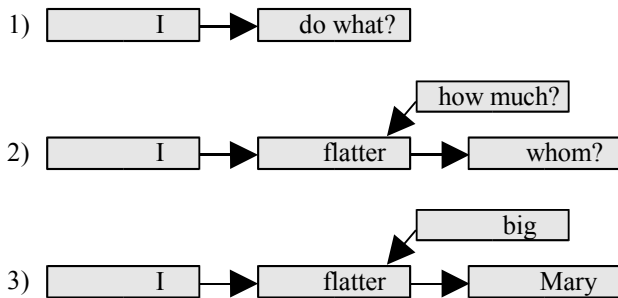 1) I do what?
how much?
2) I flatter whom?
big
3) I flatter Mary